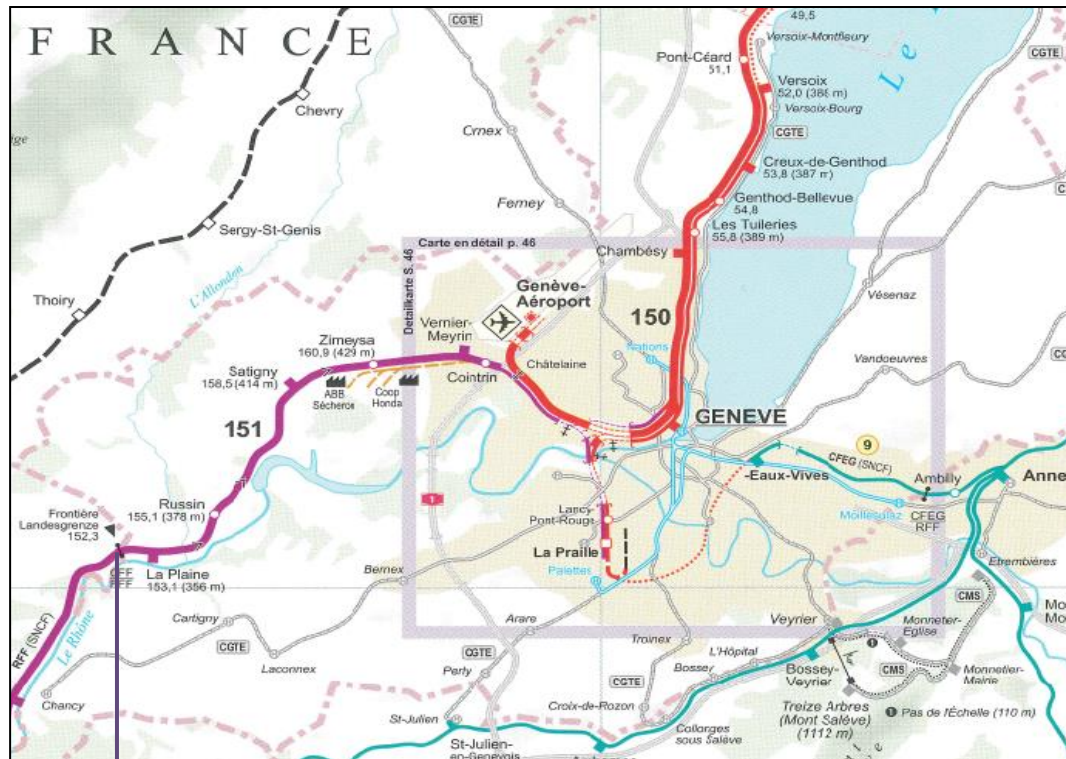 FRANCE
CGTE
49,5
Versoix-Montfleury
Pont-Céard
51,1
Versoix
52,0 (386 m)
Versoix-Bourg
CGTE
Le
Chevry
Crnex
Creux-de-Genthod
53,8 (387 m)
Ferney
Genthod-Bellevue
54,8
Les Tuileries
55,8 (389 m)
Sergy-St-Genis
Carte en détail p. 46
Detailkarte S. 46
Chambésy
L'Allondon
Genève-
Aéroport
Thoiry
Vésenaz
150
Vernier-
Meyrin
Zimeysa
160,9 (429 m)
Nations
Vandoeuvres
Châtelaine
Satigny
158,5 (414 m)
Cointrin
ABB
Sécheron
Coop
Honda
GENEVE
151
9
CFEG (SNCF)
-Eaux-Vives
Ambilly
Anne
1
Russin
155,1 (378 m)
Moillesulaz
CFEG
RFF
Frontière
Landesgrenze
152,3
Lancy
Pont-Rouge
La Praille
Etrembières
La Plaine
153,1 (356 m)
Bernex
Palettes
CMS
RFF (SNCF)
Le Rhône
Cartigny
Arare
Veyrier
Monnetier-
Eglise
CGTE
Troinex
Laconnex
CGTE
L'Hôpital
Bossey
Bossey-
Veyrier
CMS
Monnetier-
Mairie
Perly
Chancy
CGTE
Croix-de-Rozon
Treize Arbres
(Mont Salève)
(1112 m)
1 Pas de l'Échelle (110 m)
St-Julien
Collorges
sous Salève
St-Julien-
en-Genevois